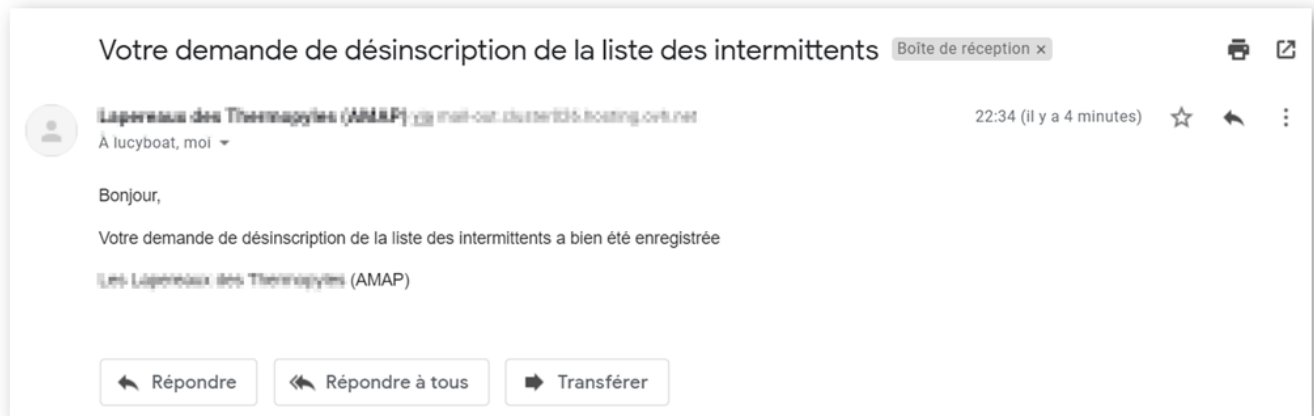 Votre demande de désinscription de la liste des intermittents Boîte de réception ×
(AMAP)
22:34 (il y a 4 minutes)
À lucyboat, moi
Bonjour,
Votre demande de désinscription de la liste des intermittents a bien été enregistrée
(AMAP)
Répondre
Répondre à tous
Transférer